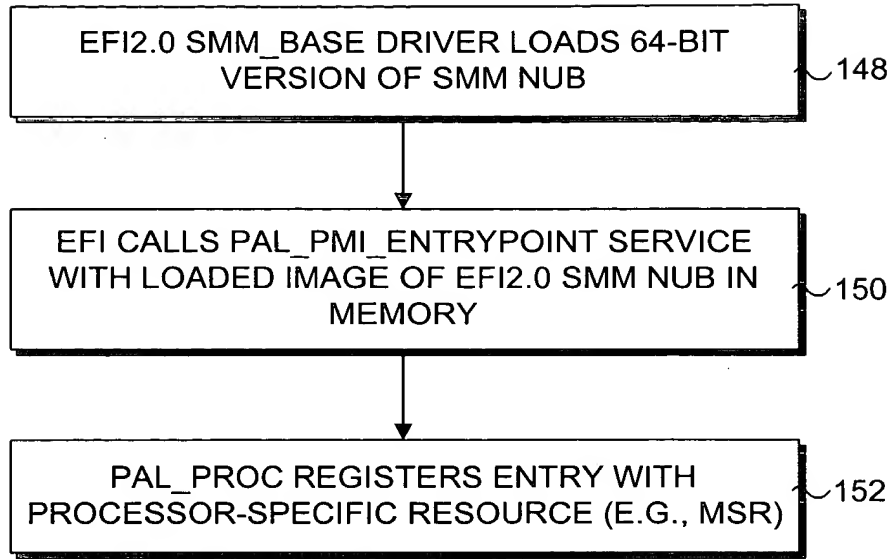 EFI2.0 SMM_BASE DRIVER LOADS 64-BIT
VERSION OF SMM NUB
148
EFI CALLS PAL_PMI_ENTRYPOINT SERVICE
WITH LOADED IMAGE OF EFI2.0 SMM NUB IN
MEMORY
150
PAL_PROC REGISTERS ENTRY WITH
PROCESSOR-SPECIFIC RESOURCE (E.G., MSR)
152